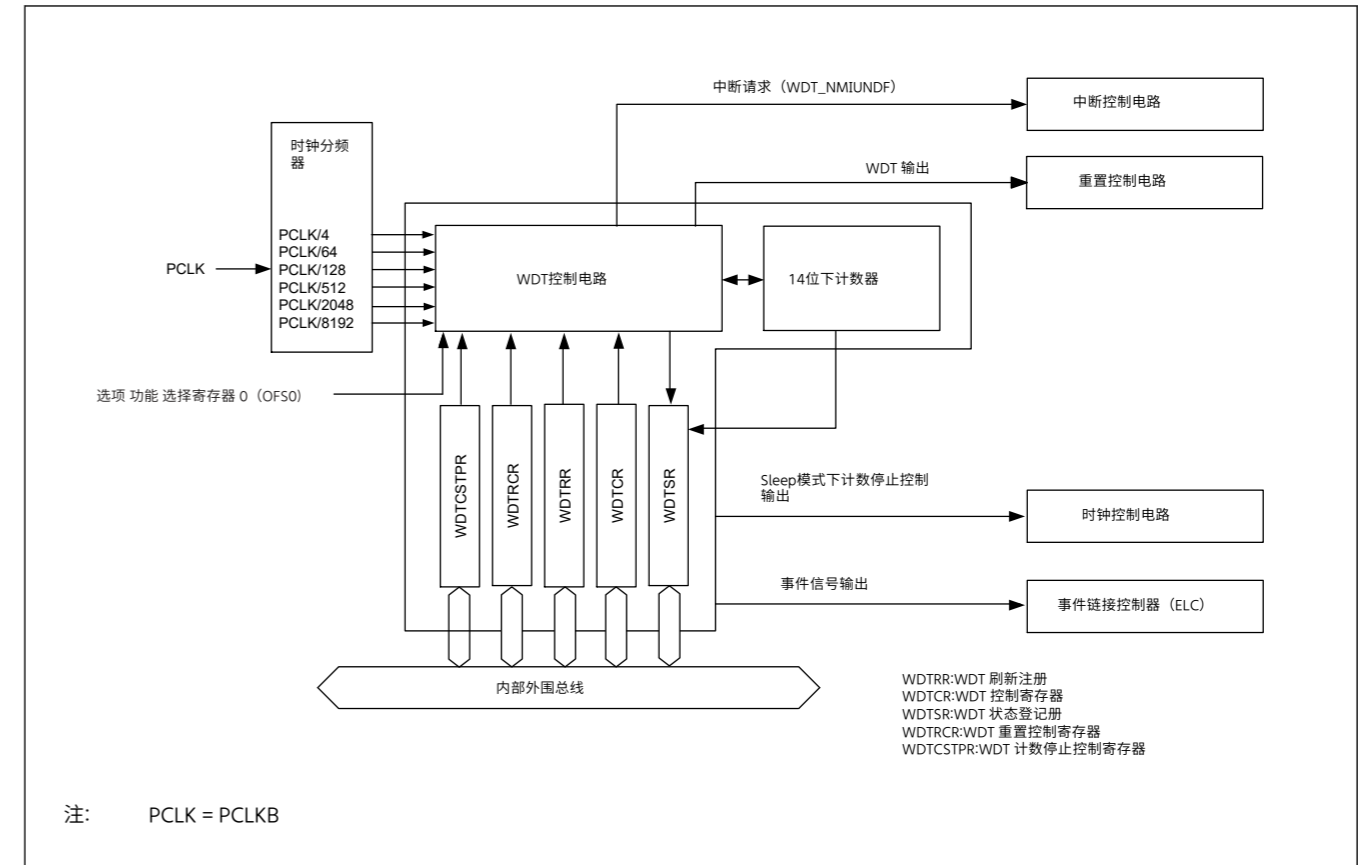 中断请求（WDT_NMIUNDF）
中断控制电路
时钟分频
器
WDT 输出
重置控制电路
PCLK/4
PCLK/64
PCLK/128
PCLK/512
PCLK/2048
PCLK/8192
PCLK
WDT控制电路
14位下计数器
选项 功能 选择寄存器 0（OFS0）
WDTCSTPR
WDTRCR
WDTRR
WDTCR
WDTSR
Sleep模式下计数停止控制
输出
时钟控制电路
事件信号输出
事件链接控制器（ELC）
内部外围总线
WDTRR:WDT 刷新注册
WDTCR:WDT 控制寄存器
WDTSR:WDT 状态登记册
WDTRCR:WDT 重置控制寄存器
WDTCSTPR:WDT 计数停止控制寄存器
注: PCLK = PCLKB